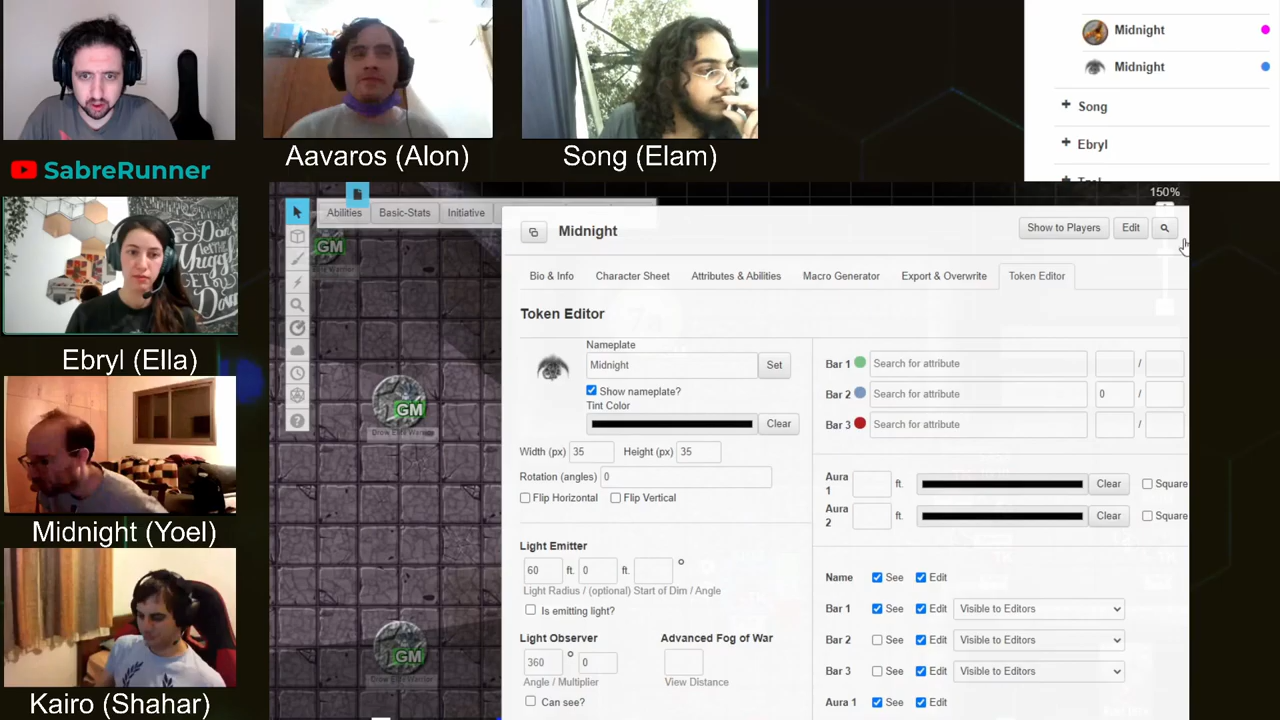 Midnight
Midnight
Song
Ebryl
Aavaros (Alon)
Song (Elam)
SabreRunner
Ebryl (Ella)
Midnight (Yoel)
Kairo (Shahar)
150%
Abilities
Basic-Stats
Initiative
GM
GM
Drow Elite Warrior
GM
Drow Elite Warrior
Midnight
Show to Players
Edit
Bio & Info
Character Sheet
Attributes & Abilities
Macro Generator
Export & Overwrite
Token Editor
Token Editor
Nameplate
Midnight
Set
Show nameplate?
Tint Color
Clear
Width (px) 35
Height (px) 35
Rotation (angles) 0
Flip Horizontal
Flip Vertical
Light Emitter
60 ft. 0 ft. °
Light Radius / (optional) Start of Dim / Angle
Is emitting light?
Light Observer
360 ° 0
Angle / Multiplier
Can see?
Advanced Fog of War
View Distance
Bar 1 Search for attribute /
Bar 2 Search for attribute 0 /
Bar 3 Search for attribute /
Aura 1 ft. Clear Square
Aura 2 ft. Clear Square
Name See Edit
Bar 1 See Edit Visible to Editors
Bar 2 See Edit Visible to Editors
Bar 3 See Edit Visible to Editors
Aura 1 See Edit